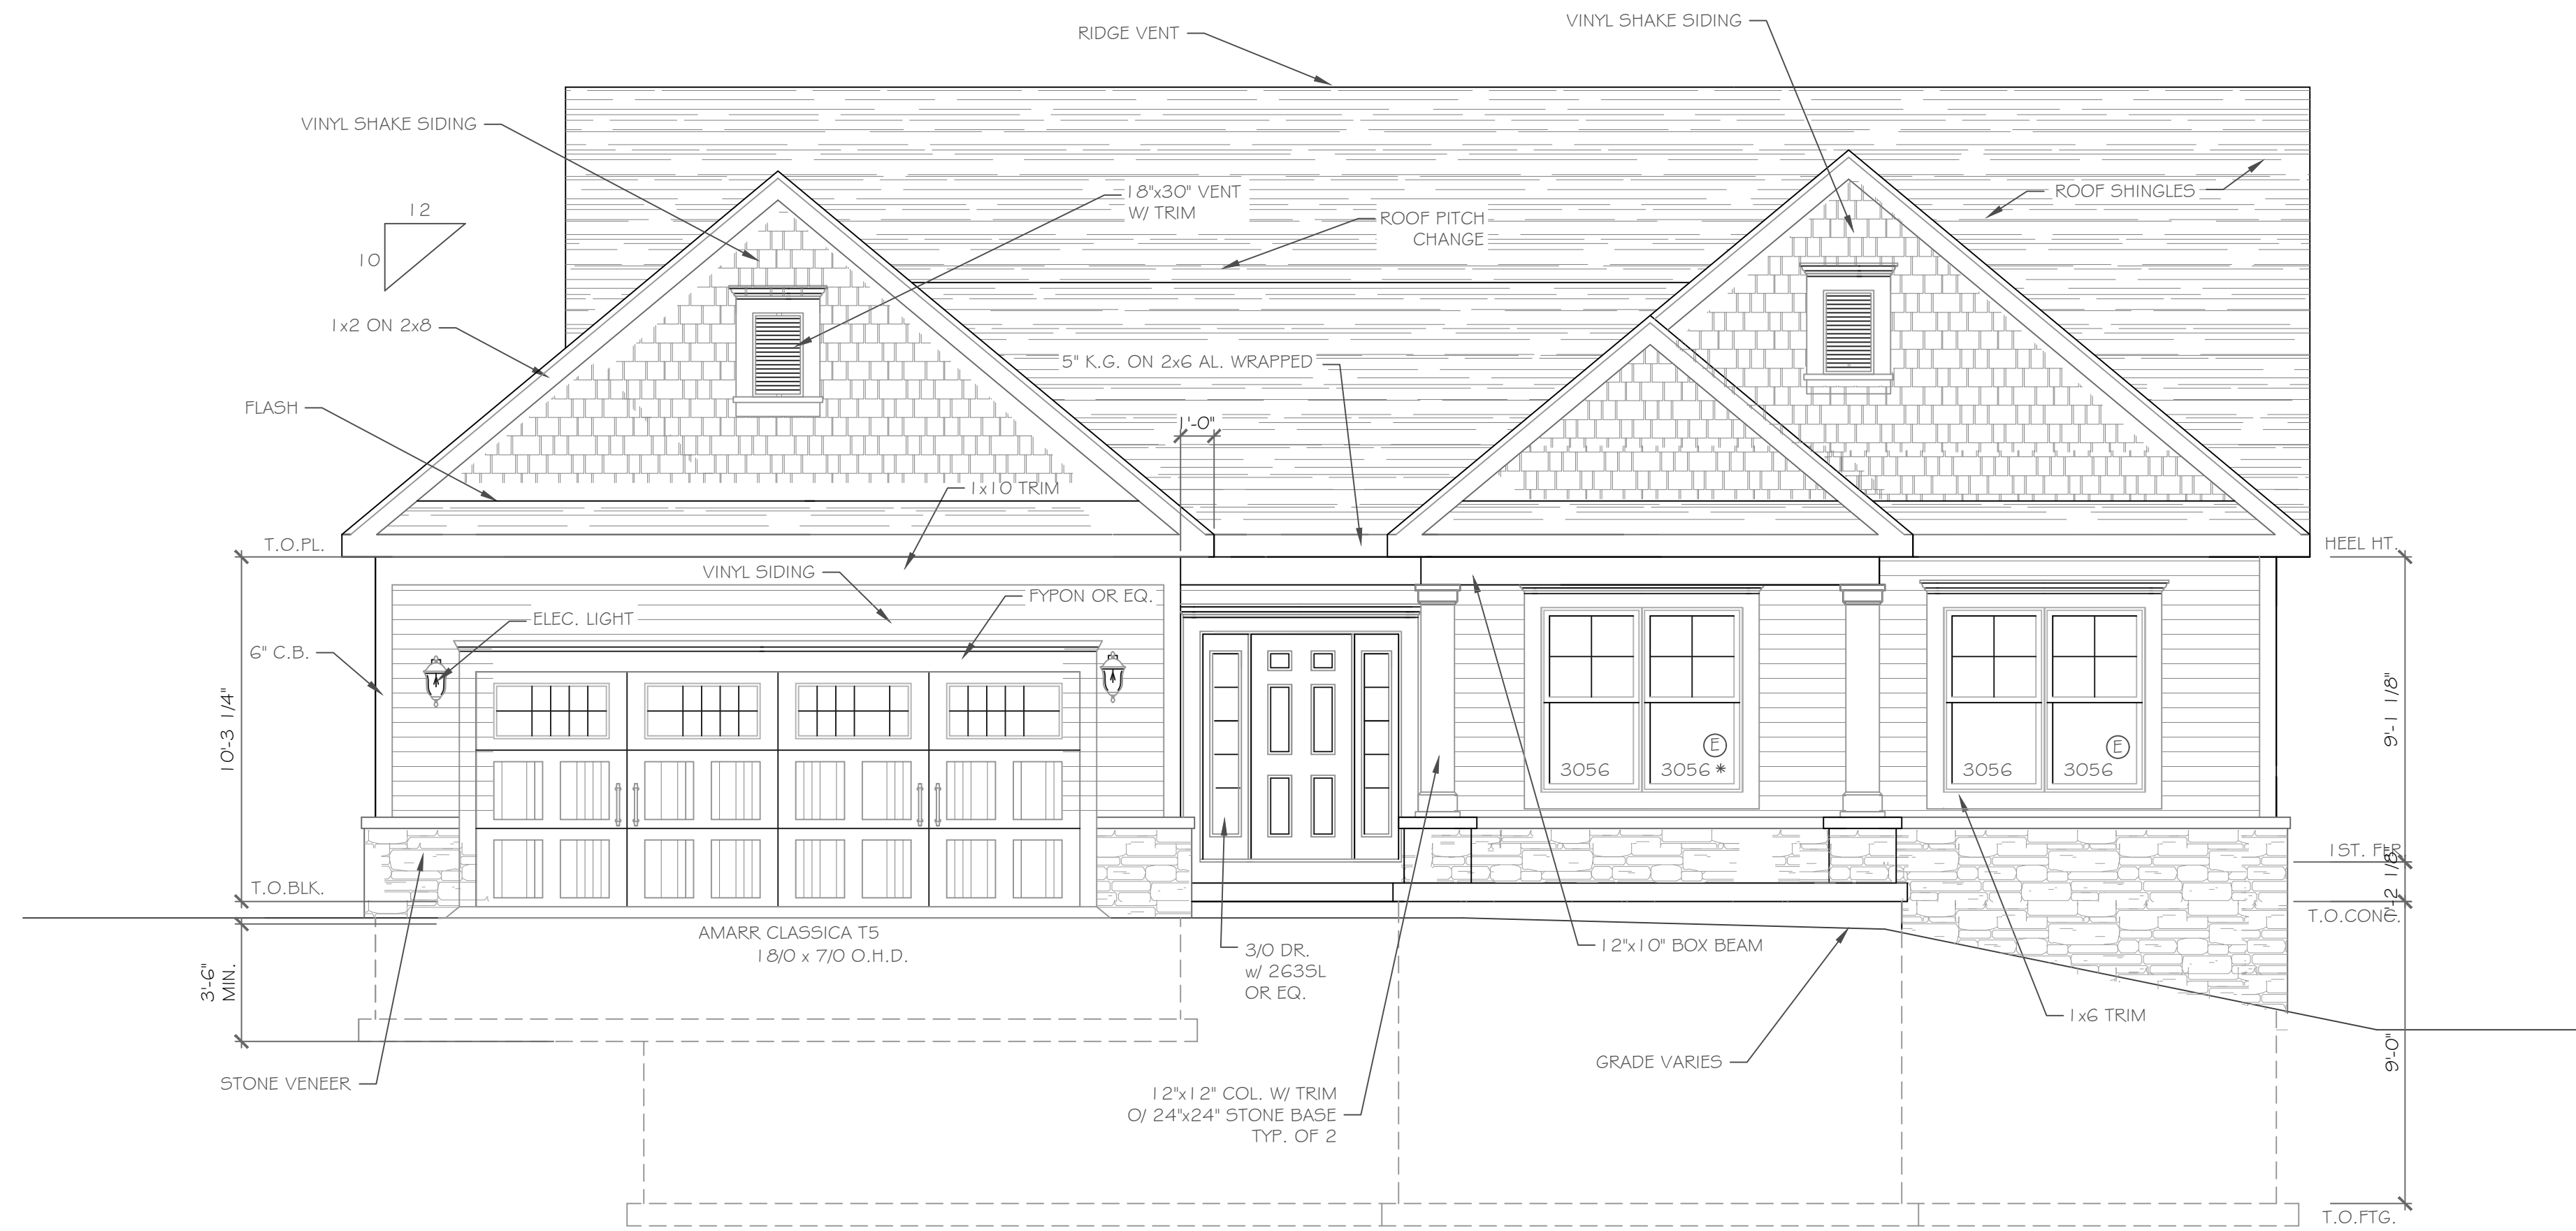 VINYL SHAKE SIDING
RIDGE VENT
VINYL SHAKE SIDING
18"x30" VENT
W/ TRIM
ROOF SHINGLES
12
10
ROOF PITCH
CHANGE
1x2 ON 2x8
5" K.G. ON 2x6 AL. WRAPPED
FLASH
1'-0"
1x10 TRIM
T.O.PL.
HEEL HT.
VINYL SIDING
FYPON OR EQ.
ELEC. LIGHT
6" C.B.
10'-3 1/4"
9'-1 1/8"
E
E
3056
3056 *
3056
3056
1ST. FLR
1'-2 1/8"
T.O.BLK.
T.O.CONC.
AMARR CLASSICA T5
18/0 x 7/0 O.H.D.
3/0 DR.
w/ 263SL
OR EQ.
12"x10" BOX BEAM
3'-6"
MIN.
1x6 TRIM
GRADE VARIES
9'-0"
STONE VENEER
12"x12" COL. W/ TRIM
O/ 24"x24" STONE BASE
TYP. OF 2
T.O.FTG.